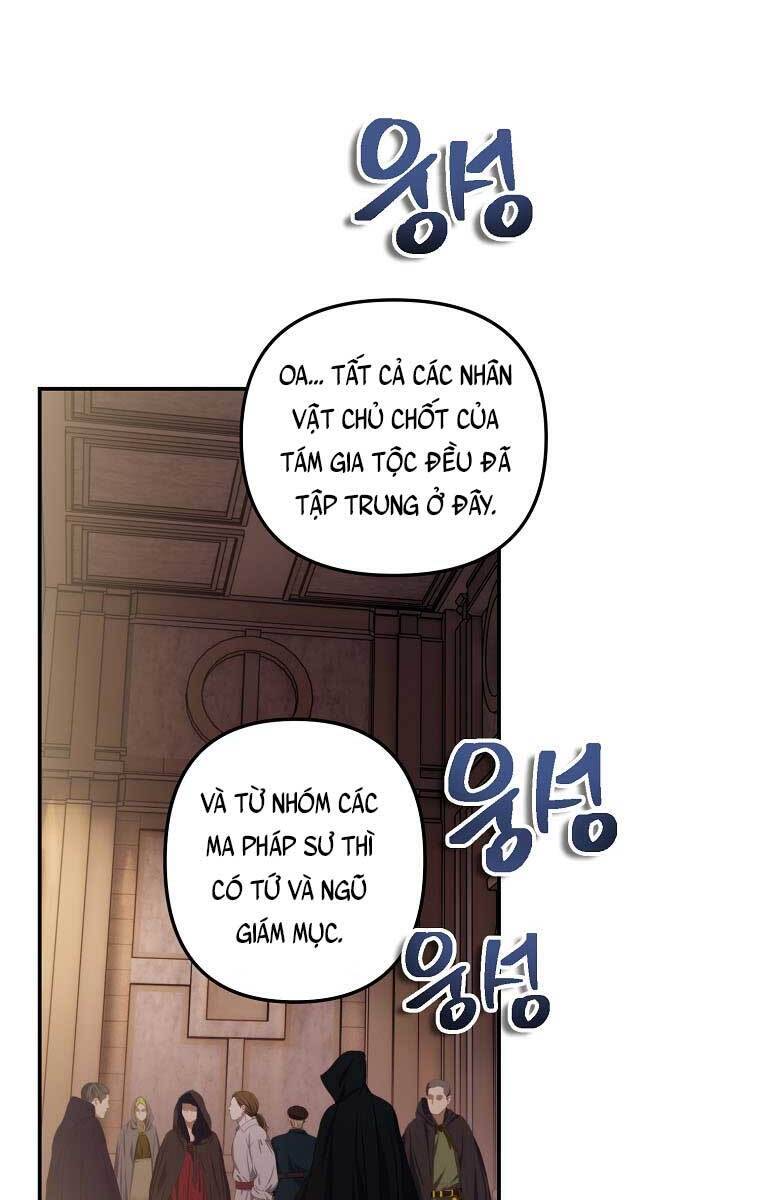 웅성
OA... TẤT CẢ CÁC NHÂN
VẬT CHỦ CHỐT CỦA
TÁM GIA TỘC ĐỀU ĐÃ
TẬP TRUNG Ở ĐÂY.
VÀ TỪ NHÓM CÁC
MA PHÁP SƯ THÌ
CÓ TỨ VÀ NGŨ
GIÁM MỤC.
웅성
웅성